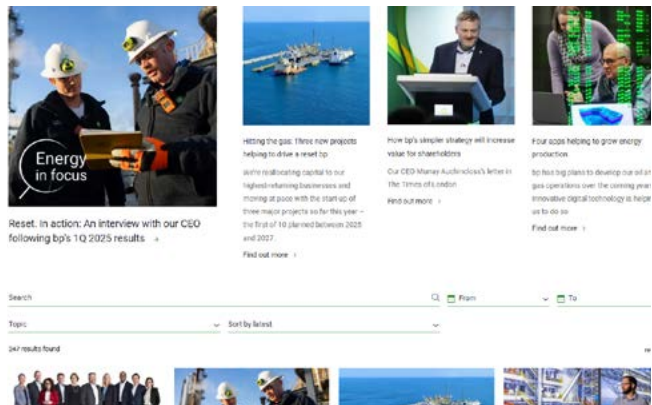 Energy
in focus
Reset. In action: An interview with our CEO
following bp's 1Q 2025 results
Hitting the gas: Three new projects
helping to drive a reset bp
We're reallocating capital to our
highest-returning businesses and
moving at pace with the start-up of
three major projects so far this year –
the first of 10 planned between 2025
and 2027.
Find out more
How bp's simpler strategy will increase
value for shareholders
Our CEO Murray Auchincloss's letter in
The Times of London
Find out more
Four apps helping to grow energy
production
bp has big plans to develop our oil an
gas operations over the coming years
Innovative digital technology is helpin
us to do so
Find out more
Search
From
To
Topic
Sort by latest
347 results found